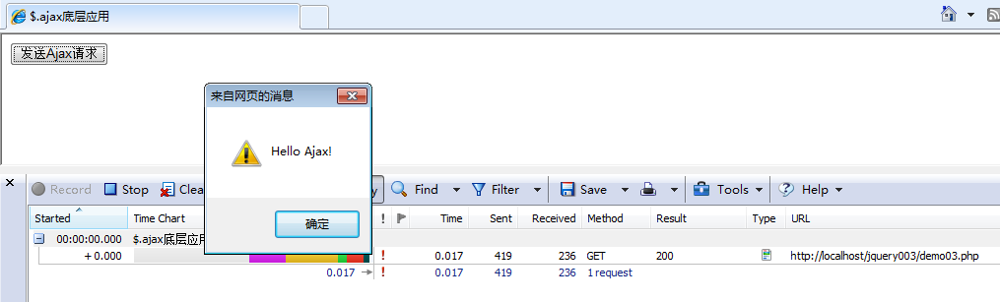 $.ajax底层应用
发送Ajax请求
来自网页的消息
Hello Ajax!
确定
Record Stop Clea y Find Filter Save Tools Help
Started Time Chart ! Time Sent Received Method Result Type URL
00:00:00.000 $.ajax底层应用
+ 0.000 ! 0.017 419 236 GET 200 http://localhost/jquery003/demo03.php
0.017 ! 0.017 419 236 1 request